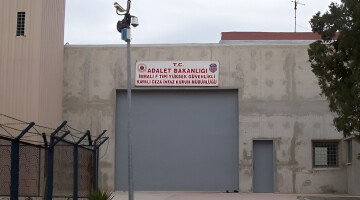 T.C.
ADALET BAKANLIĞI
İMRALI F TİPİ YÜKSEK GÜVENLİKLİ
KAPALI CEZA İNFAZ KURUMU MÜDÜRLÜĞÜ